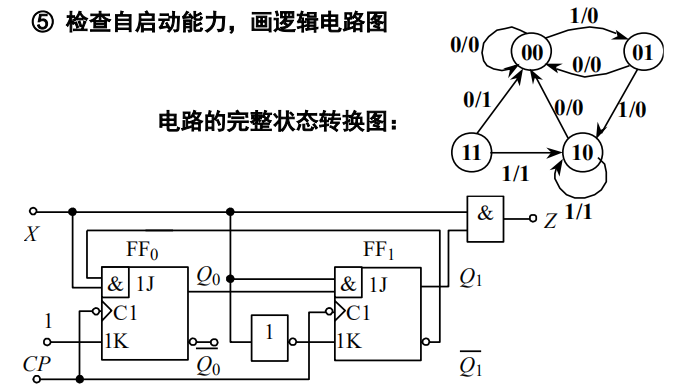 ⑤ 检查自启动能力，画逻辑电路图
电路的完整状态转换图：
1/0
0/0
00
01
0/0
0/1
0/0
1/0
11
10
1/1
1/1
X
&
Z
FF₀
FF₁
& 1J
Q₀
& 1J
Q₁
C1
C1
1
1K
1
1K
CP
Q̅₀
Q̅₁